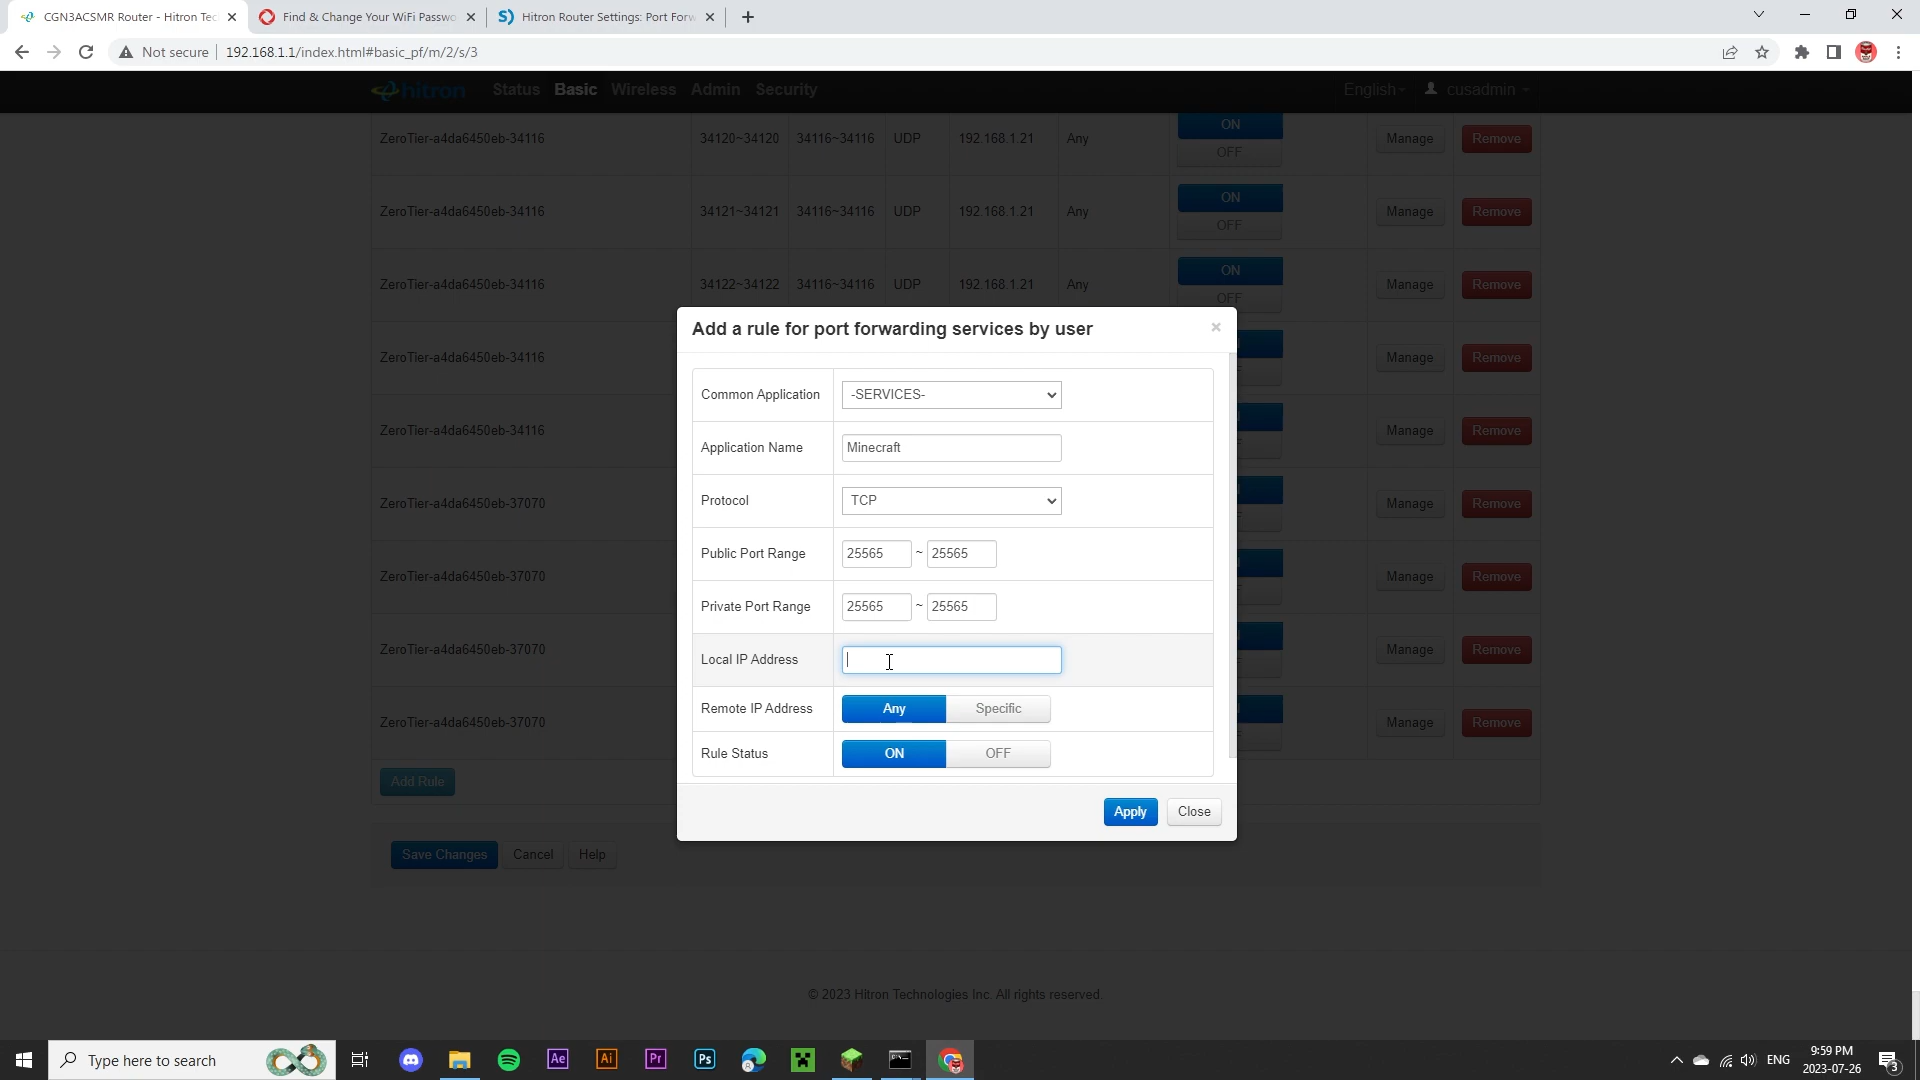 CGN3ACSMR Router - Hitron Tec
Find & Change Your WiFi Passwo
Hitron Router Settings: Port Forw
Not secure
192.168.1.1/index.html#basic_pf/m/2/s/3
hitron
Status
Basic
Wireless
Admin
Security
English
cusadmin
ZeroTier-a4da6450eb-34116 34120~34120 34116~34116 UDP 192.168.1.21 Any ON OFF Manage Remove
ZeroTier-a4da6450eb-34116 34121~34121 34116~34116 UDP 192.168.1.21 Any ON OFF Manage Remove
ZeroTier-a4da6450eb-34116 34122~34122 34116~34116 UDP 192.168.1.21 Any ON OFF Manage Remove
ZeroTier-a4da6450eb-34116 Manage Remove
ZeroTier-a4da6450eb-34116 Manage Remove
ZeroTier-a4da6450eb-37070 Manage Remove
ZeroTier-a4da6450eb-37070 Manage Remove
ZeroTier-a4da6450eb-37070 Manage Remove
ZeroTier-a4da6450eb-37070 Manage Remove
Add Rule
Save Changes
Cancel
Help
Add a rule for port forwarding services by user
×
Common Application -SERVICES-
Application Name Minecraft
Protocol TCP
Public Port Range 25565 ~ 25565
Private Port Range 25565 ~ 25565
Local IP Address
Remote IP Address Any Specific
Rule Status ON OFF
Apply
Close
© 2023 Hitron Technologies Inc. All rights reserved.
Type here to search
Ae
Ai
Pr
Ps
ENG
9:59 PM
2023-07-26
3